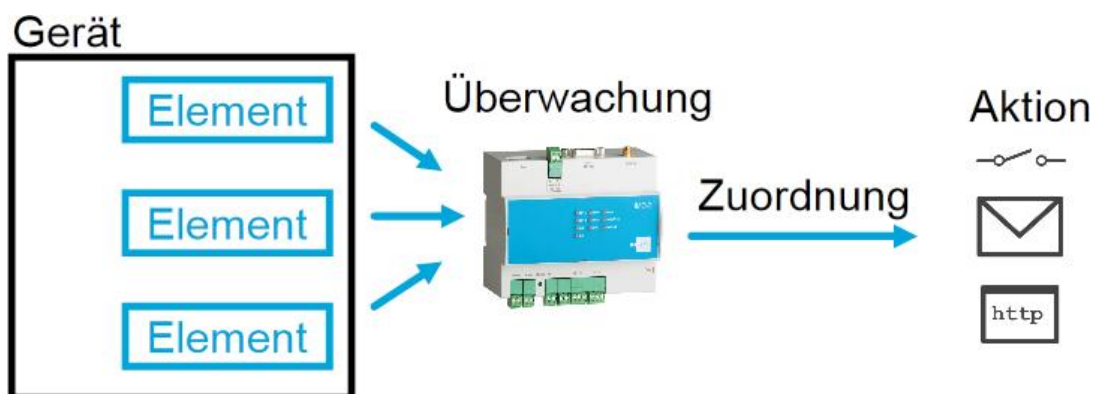 Gerät
Element
Element
Element
Überwachung
Zuordnung
Aktion
http